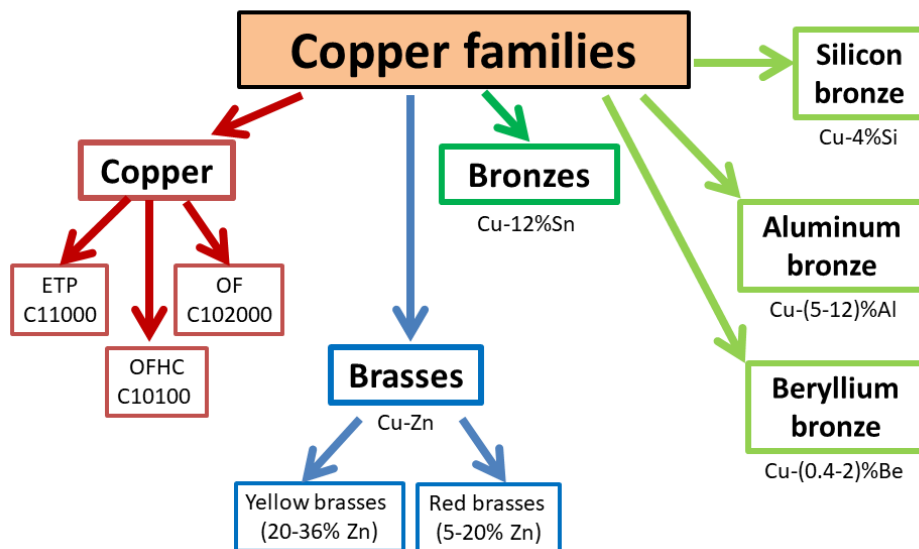 Copper families
Silicon
bronze
Cu-4%Si
Copper
Bronzes
Cu-12%Sn
Aluminum
bronze
Cu-(5-12)%Al
ETP
C11000
OF
C102000
OFHC
C10100
Brasses
Cu-Zn
Beryllium
bronze
Cu-(0.4-2)%Be
Yellow brasses
(20-36% Zn)
Red brasses
(5-20% Zn)